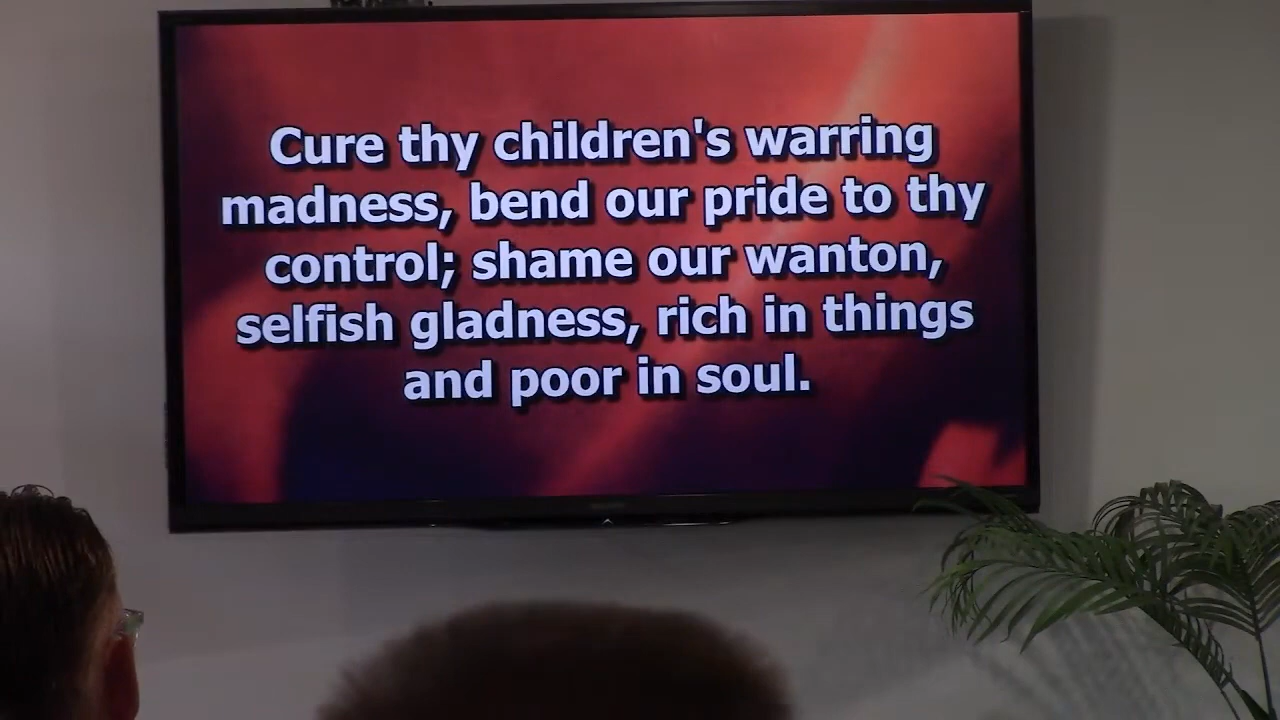 Cure thy children's warring
madness, bend our pride to thy
control; shame our wanton,
selfish gladness, rich in things
and poor in soul.